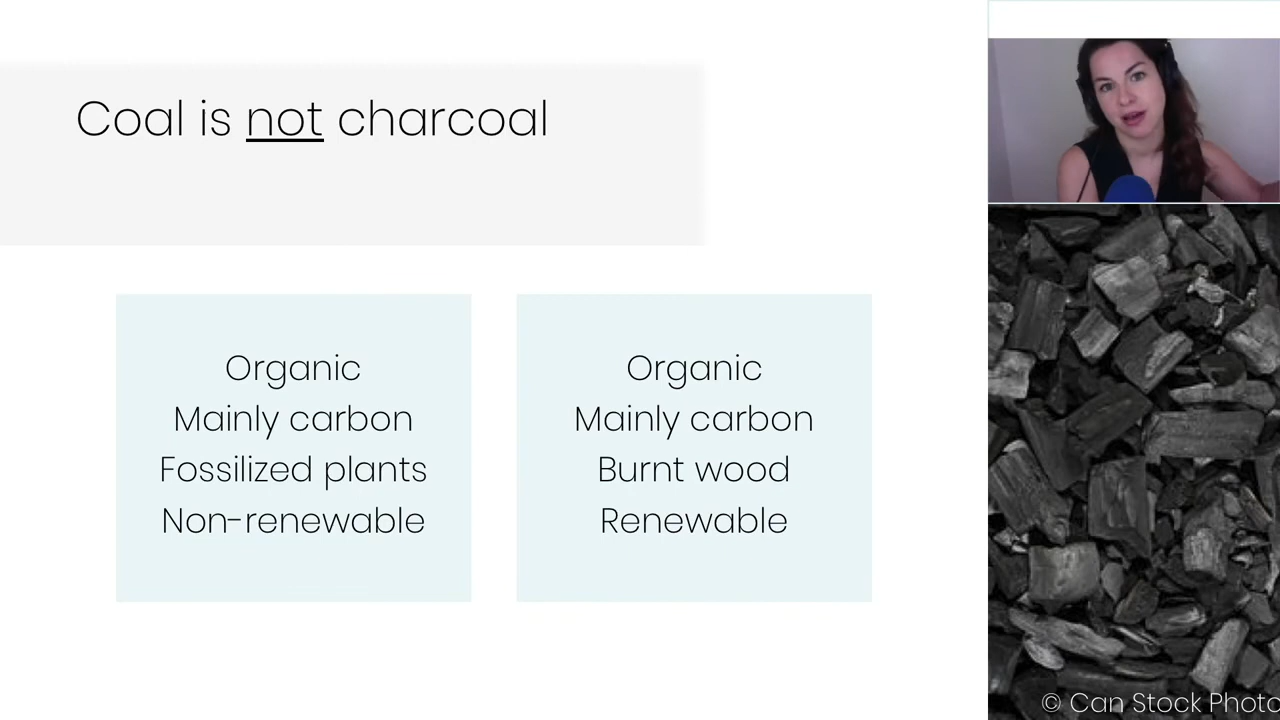 Coal is not charcoal
Organic
Mainly carbon
Fossilized plants
Non-renewable
Organic
Mainly carbon
Burnt wood
Renewable
© Can Stock Photo